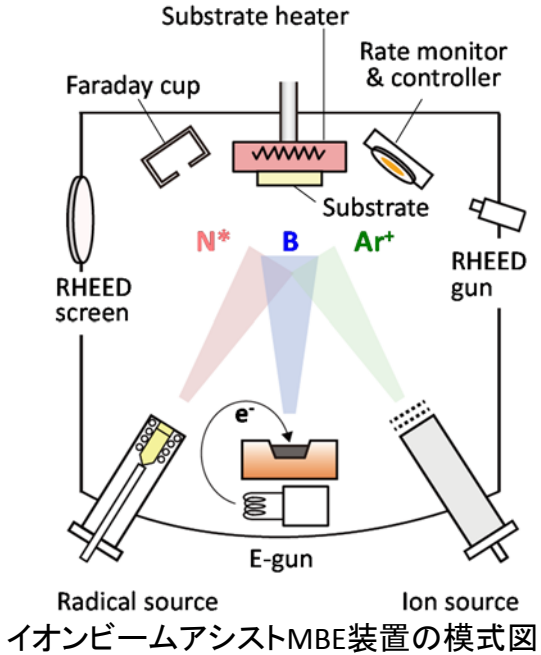 Substrate heater
Rate monitor
& controller
Faraday cup
Substrate
N*
B
Ar⁺
RHEED
screen
RHEED
gun
e⁻
E-gun
Radical source
Ion source
イオンビームアシストMBE装置の模式図